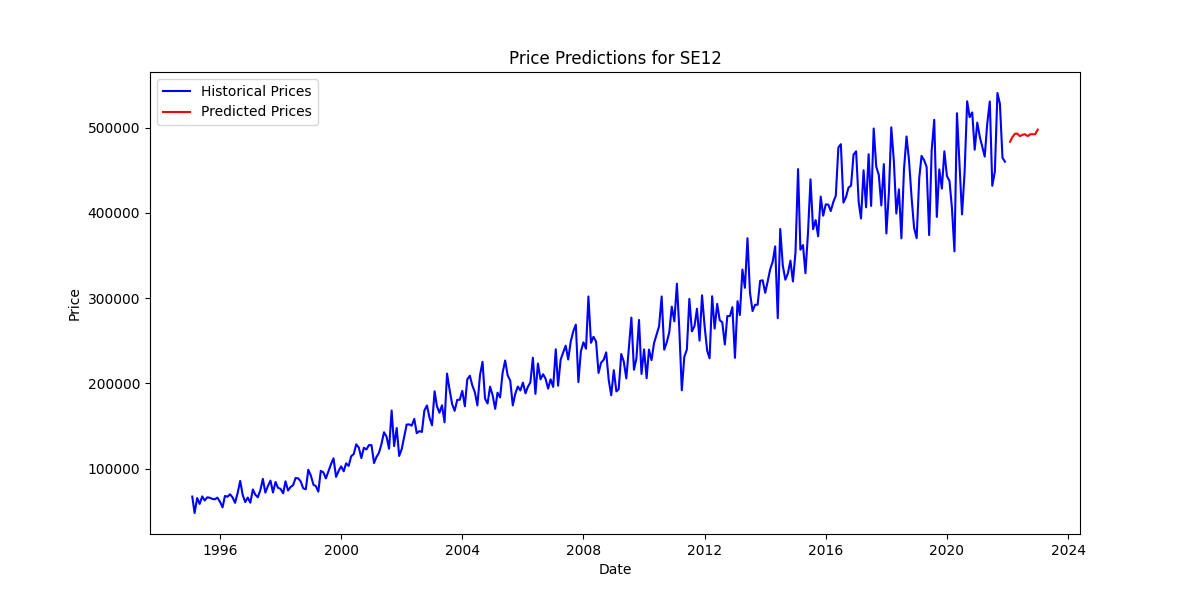 Price Predictions for SE12
Historical Prices
Predicted Prices
500000
400000
300000
200000
100000
Price
1996 2000 2004 2008 2012 2016 2020 2024
Date